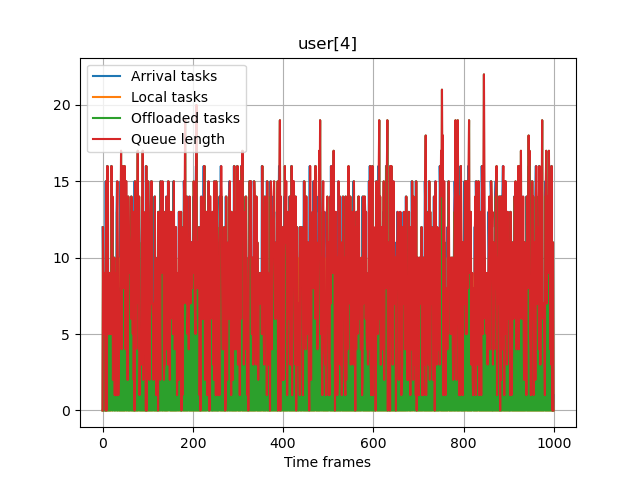 user[4]
Arrival tasks
Local tasks
Offloaded tasks
Queue length
20
15
10
5
0
0 200 400 600 800 1000
Time frames